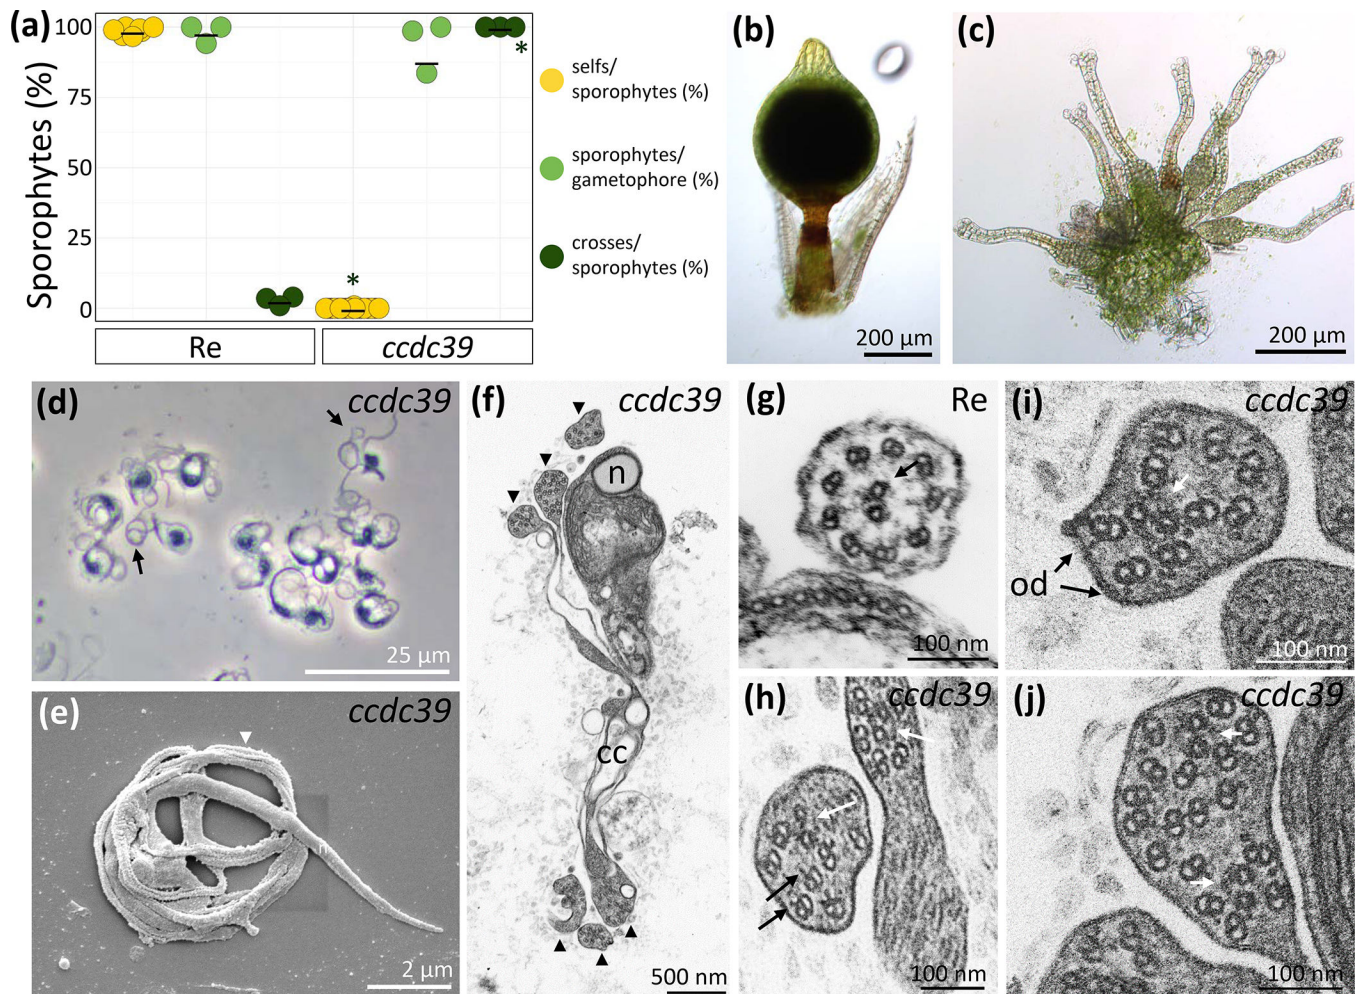 (a)
Sporophytes (%)
100
75
50
25
0
*
*
Re
ccdc39
selfs/
sporophytes (%)
sporophytes/
gametophore (%)
crosses/
sporophytes (%)
(b)
200 µm
(c)
200 µm
(d)
ccdc39
25 µm
(e)
ccdc39
2 µm
(f)
ccdc39
n
cc
500 nm
(g)
Re
100 nm
(h)
ccdc39
100 nm
(i)
ccdc39
od
100 nm
(j)
ccdc39
100 nm